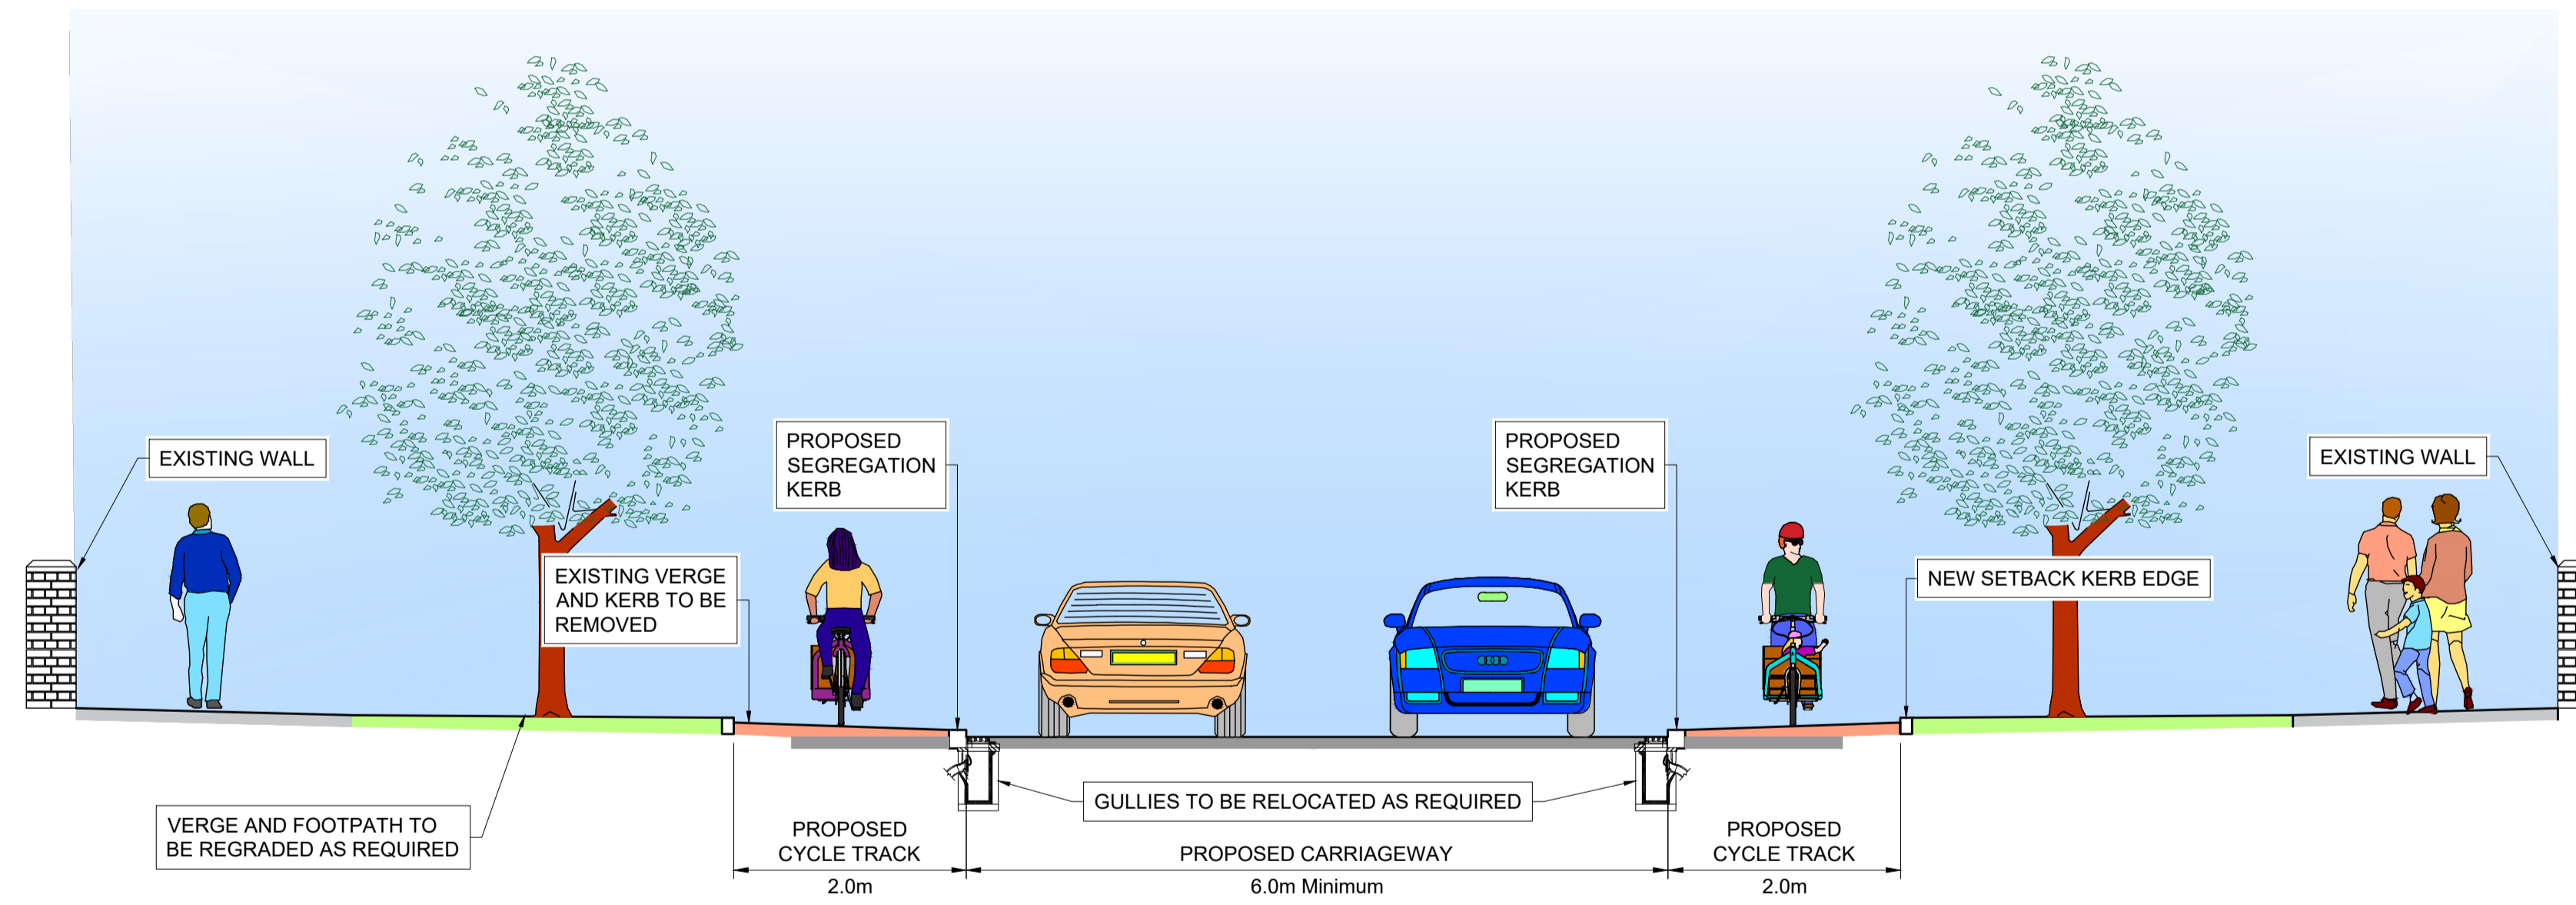 PROPOSED
SEGREGATION
KERB
PROPOSED
SEGREGATION
KERB
EXISTING WALL
EXISTING WALL
EXISTING VERGE
AND KERB TO BE
REMOVED
NEW SETBACK KERB EDGE
GULLIES TO BE RELOCATED AS REQUIRED
VERGE AND FOOTPATH TO
BE REGRADED AS REQUIRED
PROPOSED
CYCLE TRACK
2.0m
PROPOSED CARRIAGEWAY
6.0m Minimum
PROPOSED
CYCLE TRACK
2.0m